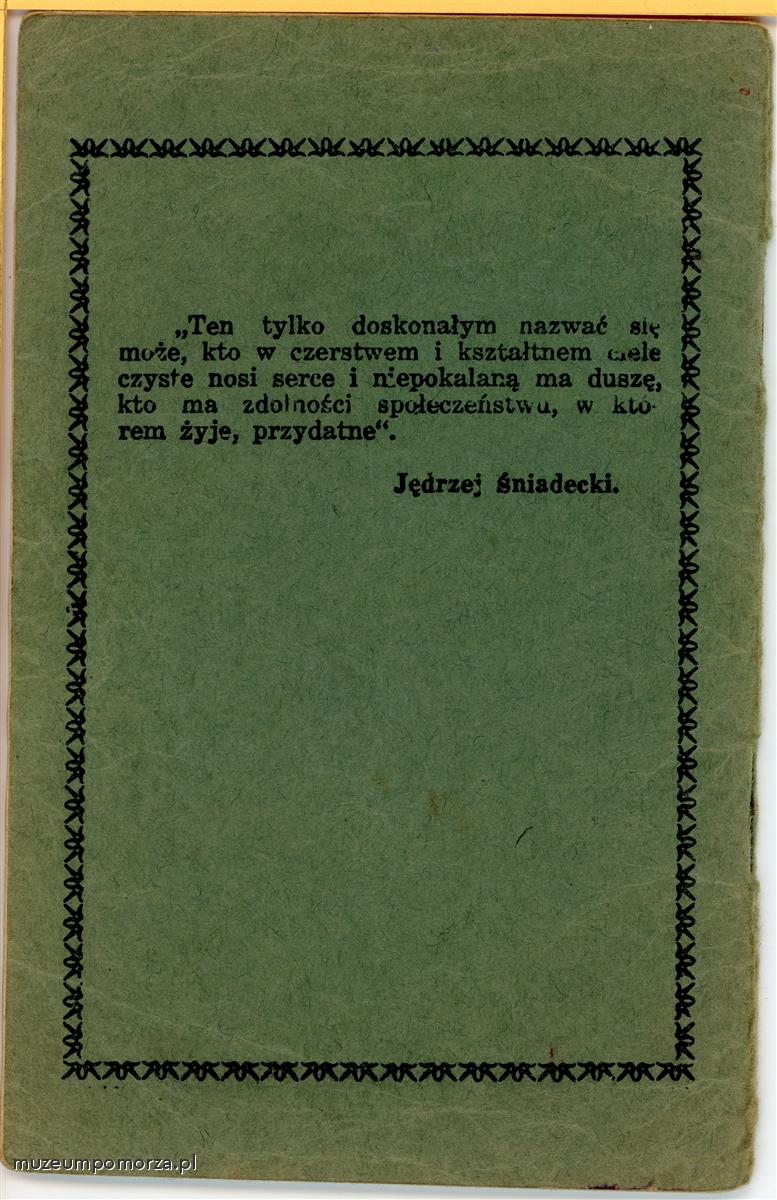 „Ten tylko doskonałym nazwać się
może, kto w czerstwem i kształtnem ciele
czyste nosi serce i niepokalaną ma duszę,
kto ma zdolności społeczeństwu, w któ-
rem żyje, przydatne“.
Jędrzej Śniadecki.
muzeumpomorza.pl